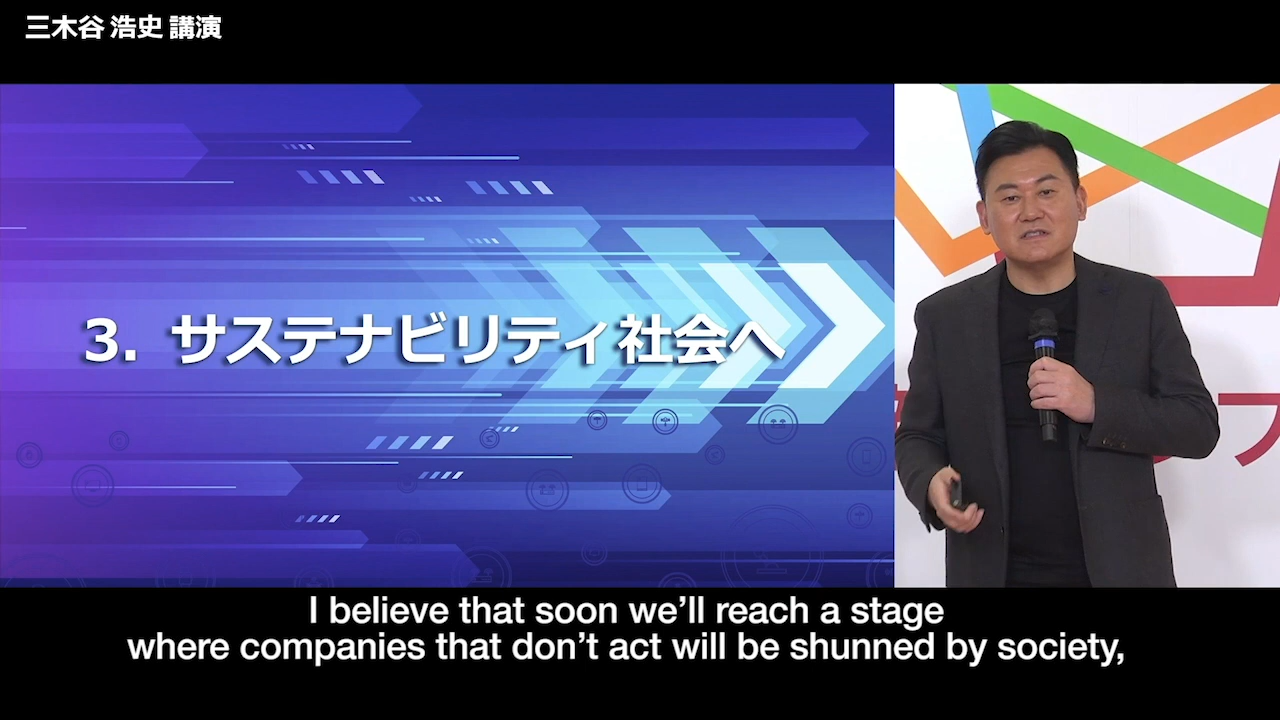 三木谷 浩史 講演
3. サステナビリティ社会へ
I believe that soon we'll reach a stage
where companies that don't act will be shunned by society,